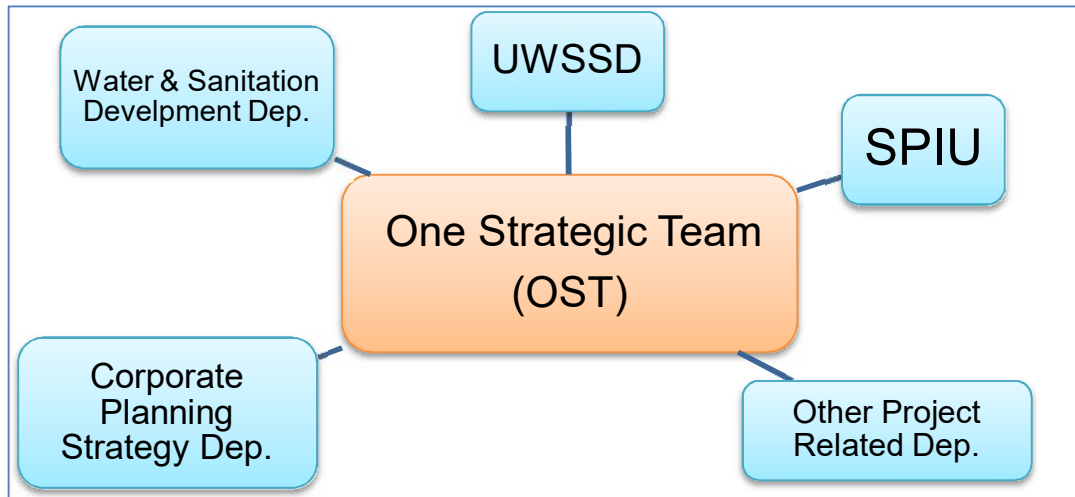 Water & Sanitation
Develpment Dep.
UWSSD
SPIU
One Strategic Team
(OST)
Corporate
Planning
Strategy Dep.
Other Project
Related Dep.